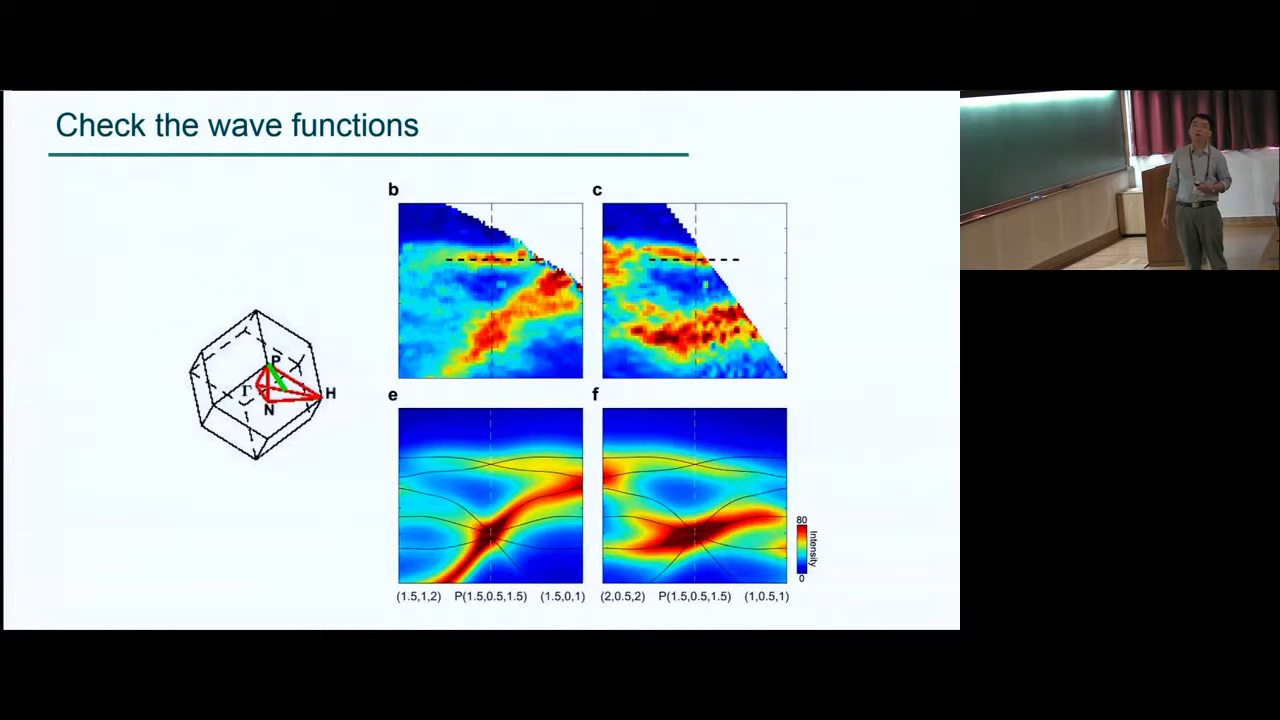 Check the wave functions
b
c
P
Γ
N
H
e
f
80
Intensity
0
(1.5,1,2)
P(1.5,0.5,1.5)
(1.5,0,1)
(2,0.5,2)
P(1.5,0.5,1.5)
(1,0.5,1)